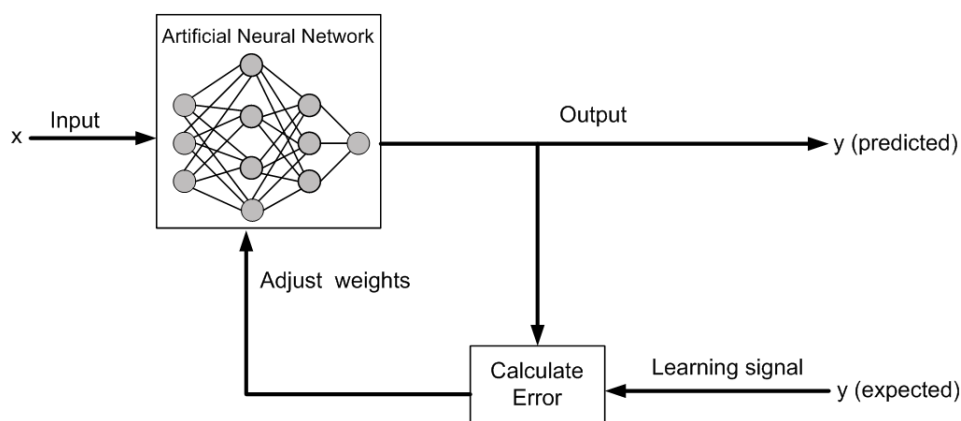 Artificial Neural Network
x
Input
Output
y (predicted)
Adjust weights
Calculate
Error
Learning signal
y (expected)